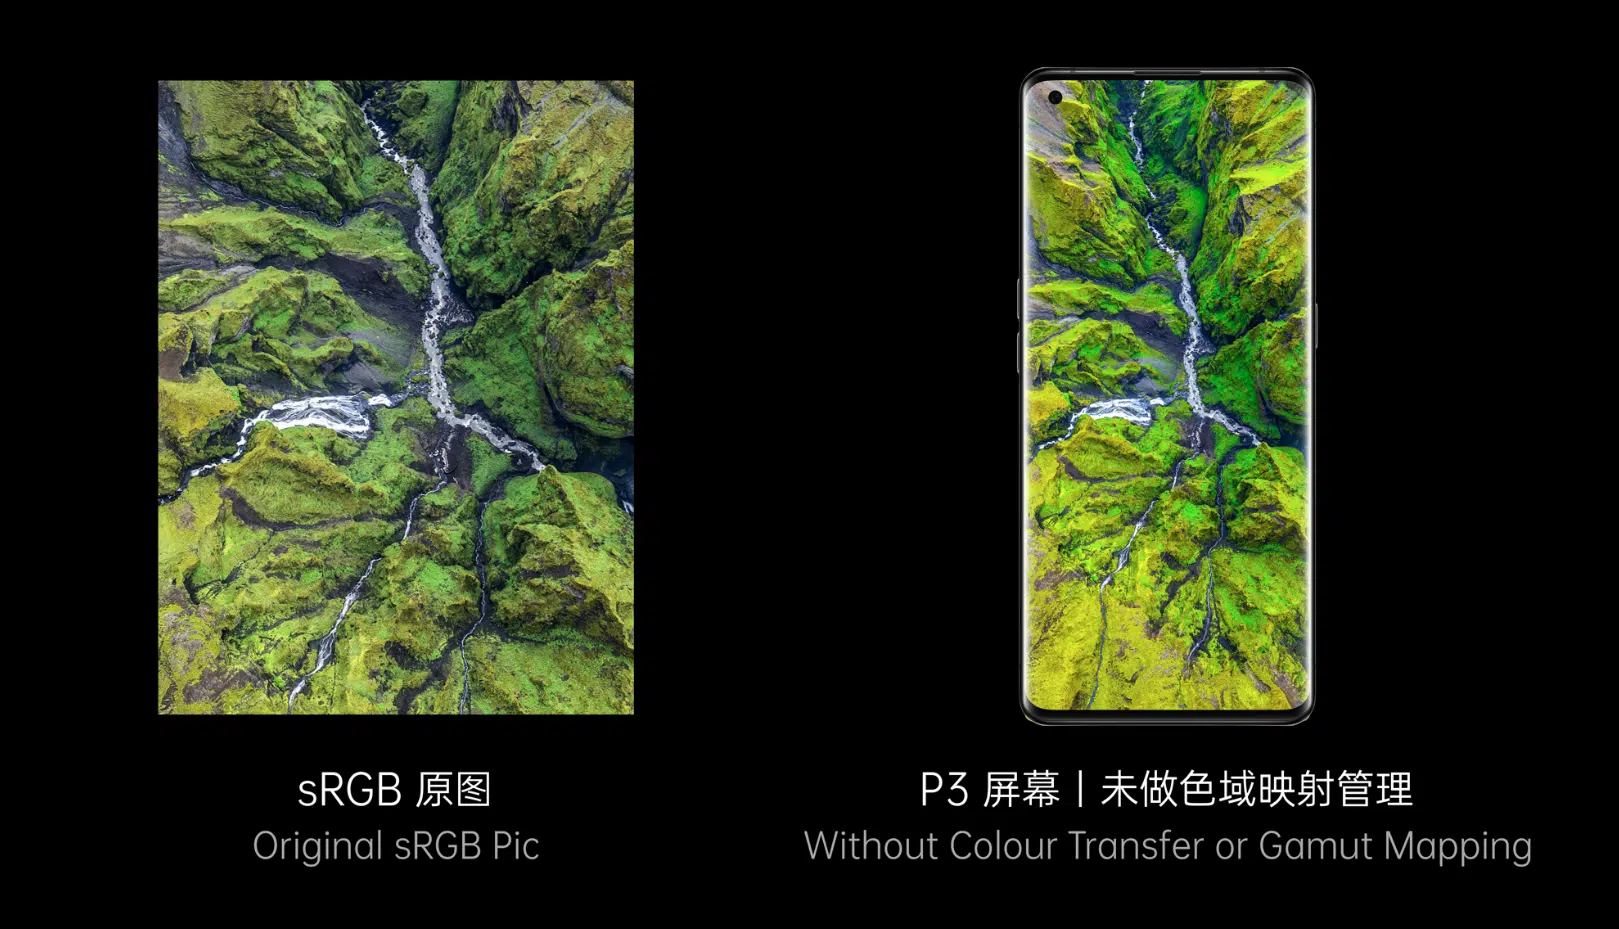 sRGB 原图
Original sRGB Pic
P3 屏幕 | 未做色域映射管理
Without Colour Transfer or Gamut Mapping